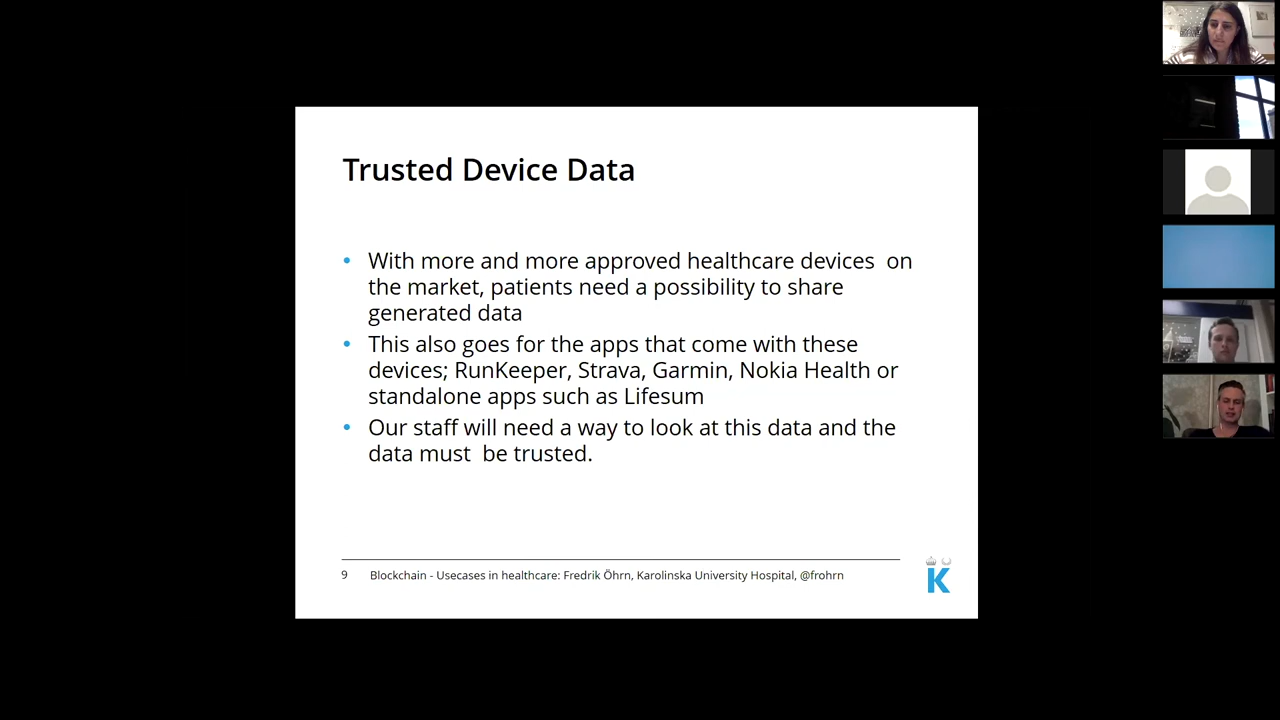 Trusted Device Data
• With more and more approved healthcare devices  on
the market, patients need a possibility to share
generated data
• This also goes for the apps that come with these
devices; RunKeeper, Strava, Garmin, Nokia Health or
standalone apps such as Lifesum
• Our staff will need a way to look at this data and the
data must  be trusted.
9 Blockchain - Usecases in healthcare: Fredrik Öhrn, Karolinska University Hospital, @frohrn
K